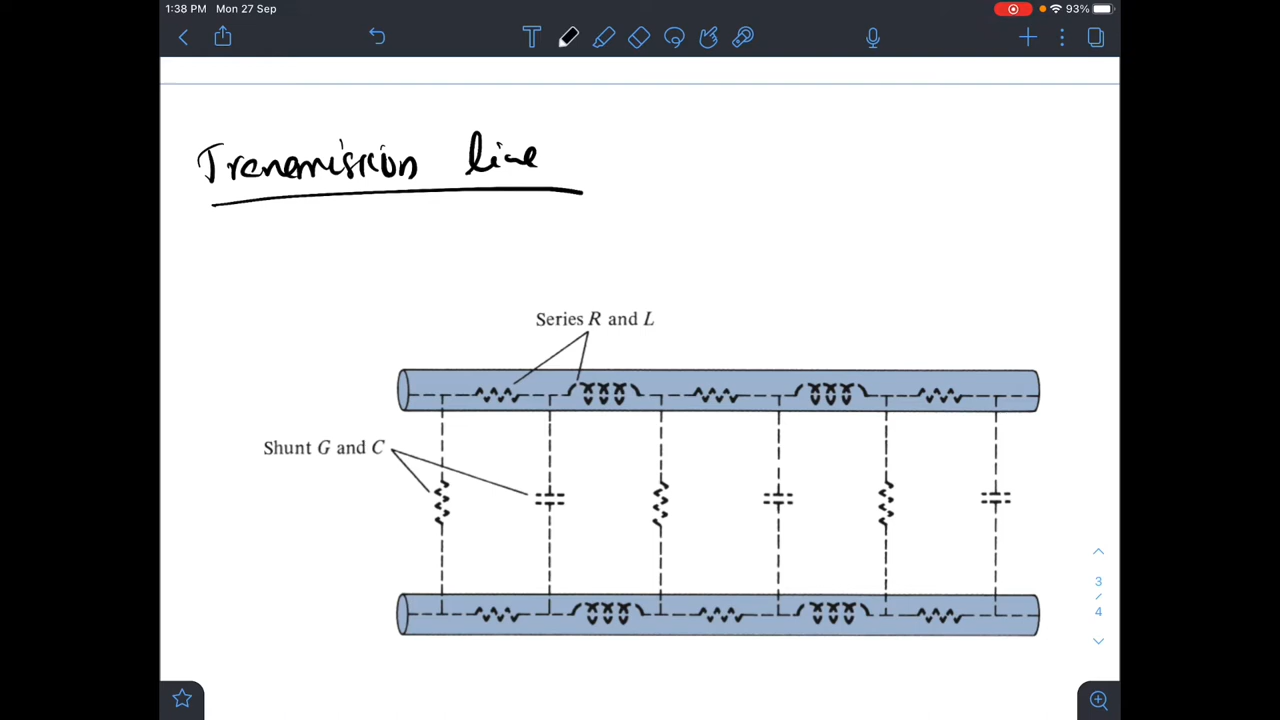 1:38 PM Mon 27 Sep
93%
T
Transmission line
Series R and L
Shunt G and C
3
/
4